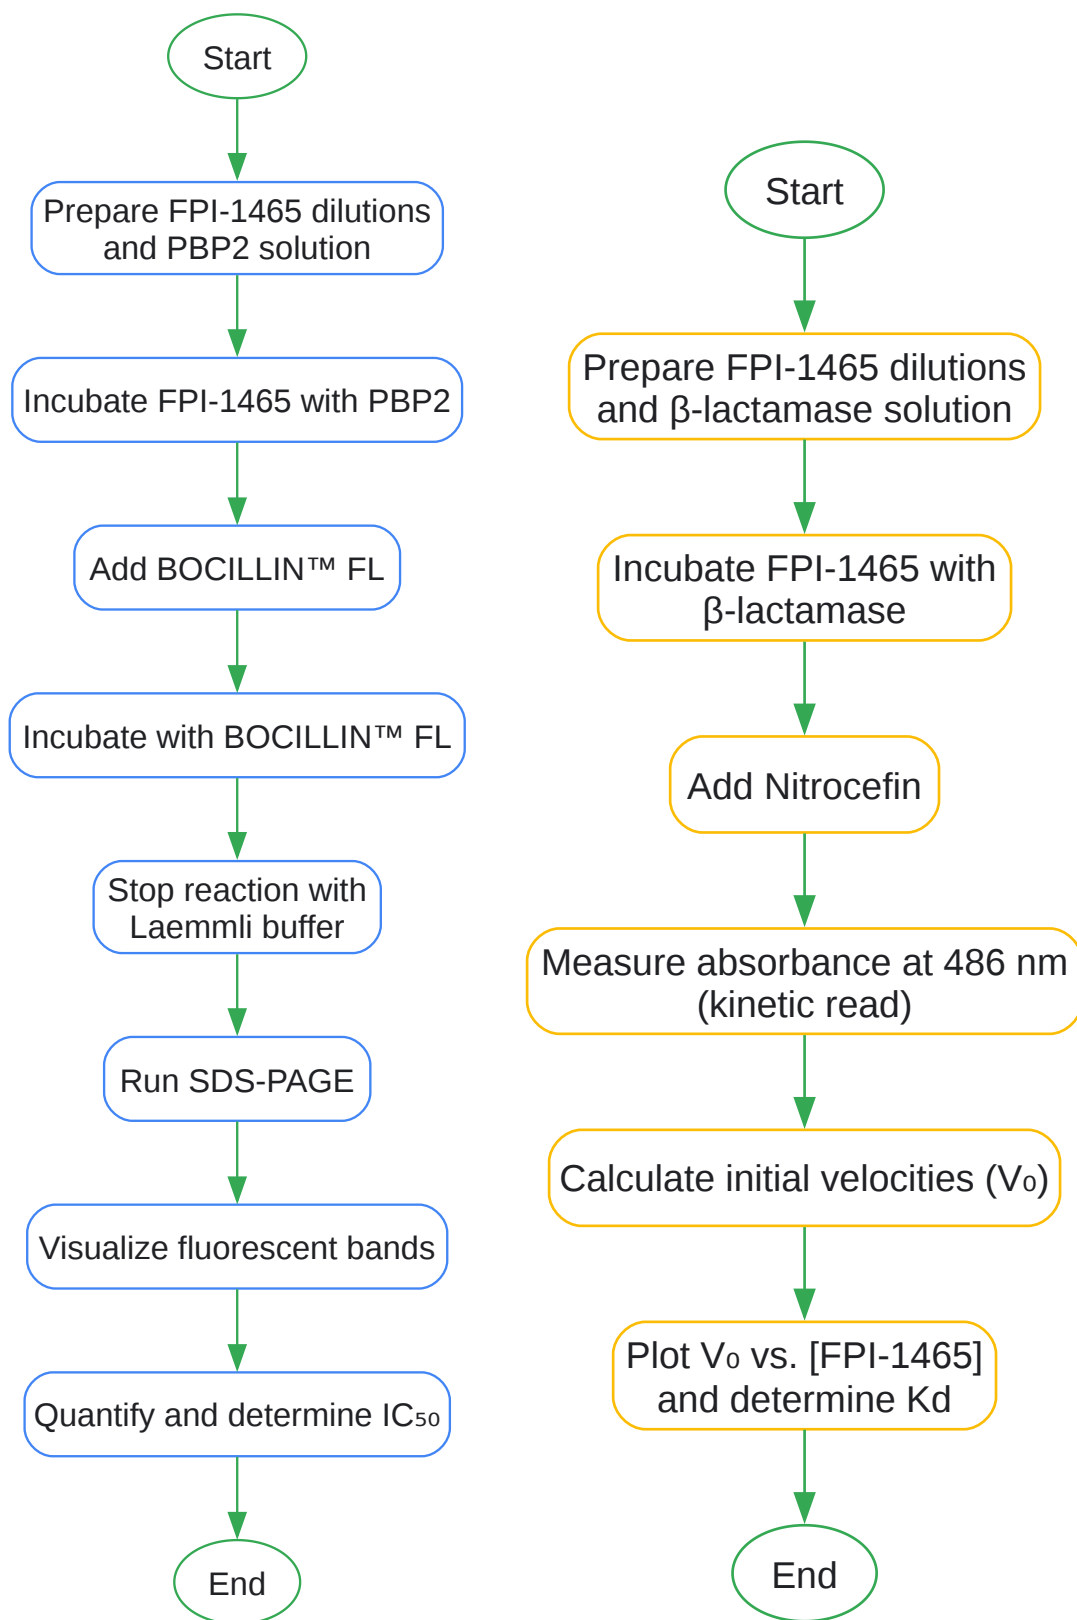 Start
Prepare FPI-1465 dilutions
and PBP2 solution
Incubate FPI-1465 with PBP2
Add BOCILLIN™ FL
Incubate with BOCILLIN™ FL
Stop reaction with
Laemmli buffer
Run SDS-PAGE
Visualize fluorescent bands
Quantify and determine IC₅₀
End
Start
Prepare FPI-1465 dilutions
and β-lactamase solution
Incubate FPI-1465 with
β-lactamase
Add Nitrocefin
Measure absorbance at 486 nm
(kinetic read)
Calculate initial velocities (V₀)
Plot V₀ vs. [FPI-1465]
and determine Kd
End